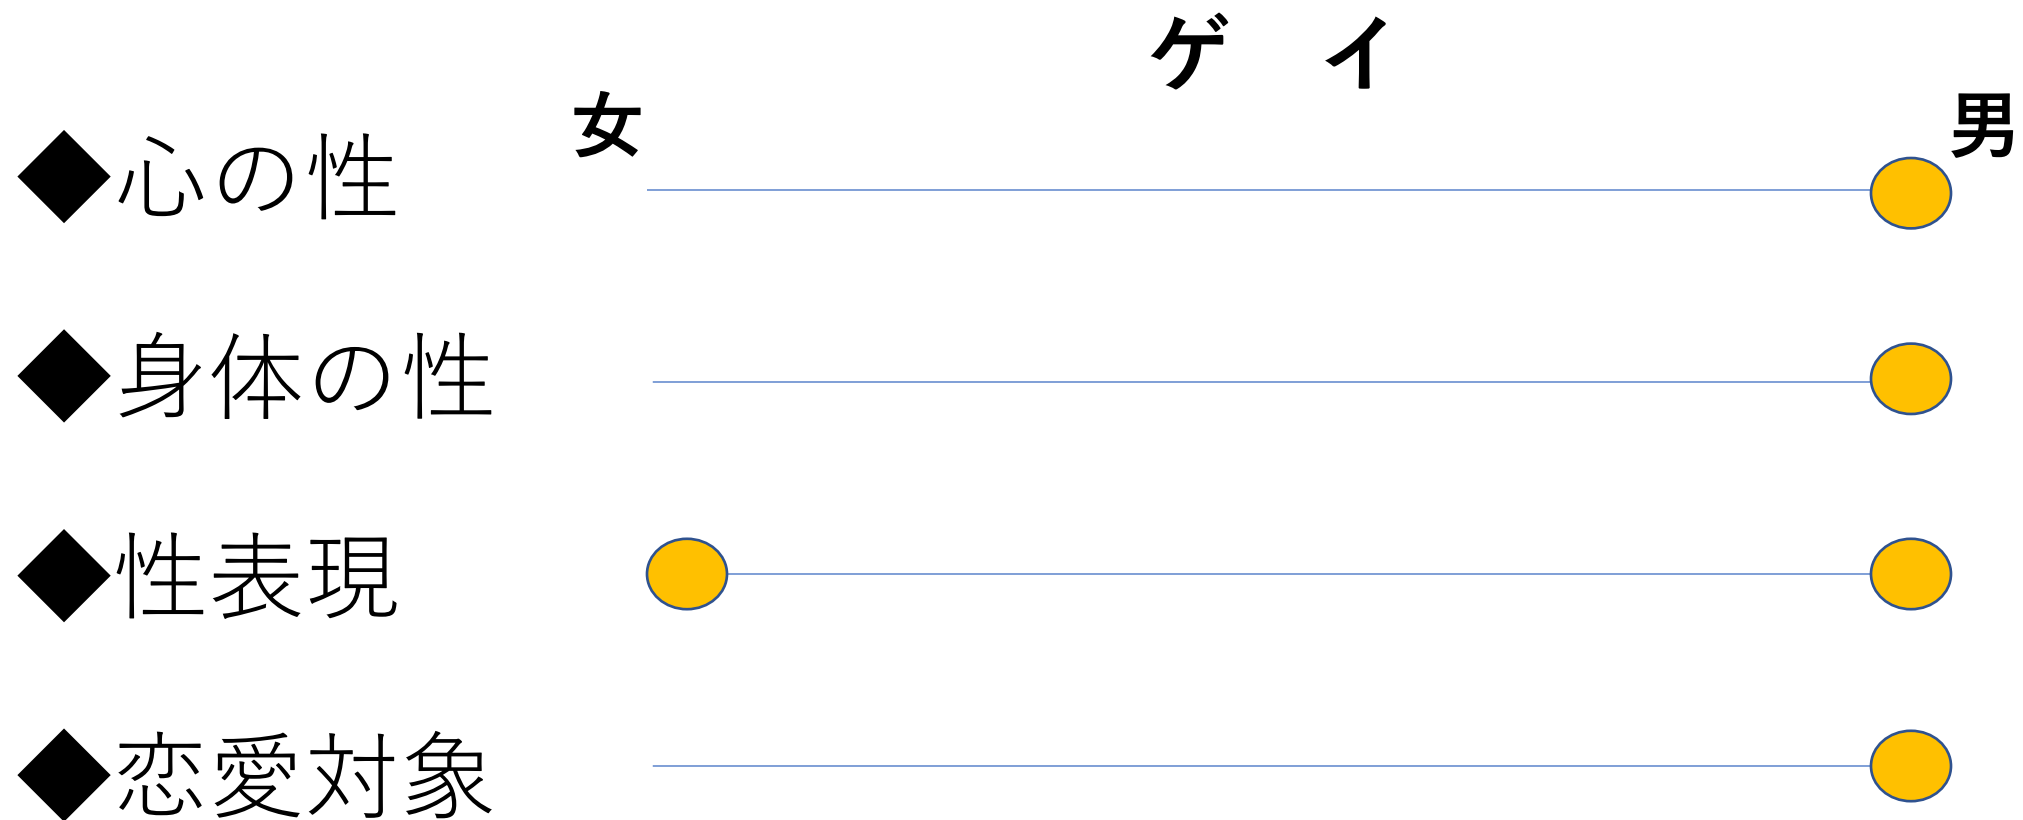 ゲイ
女
男
◆心の性
◆身体の性
◆性表現
◆恋愛対象